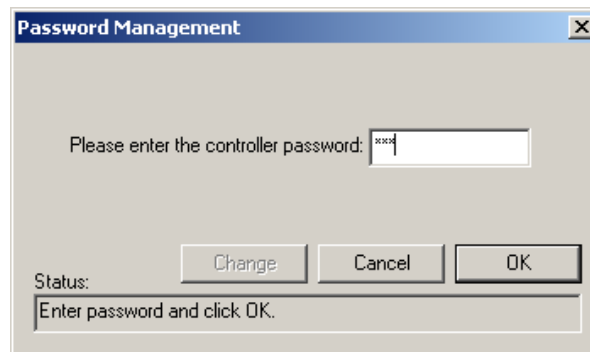 Password Management
Please enter the controller password: ***
Change Cancel OK
Status:
Enter password and click OK.